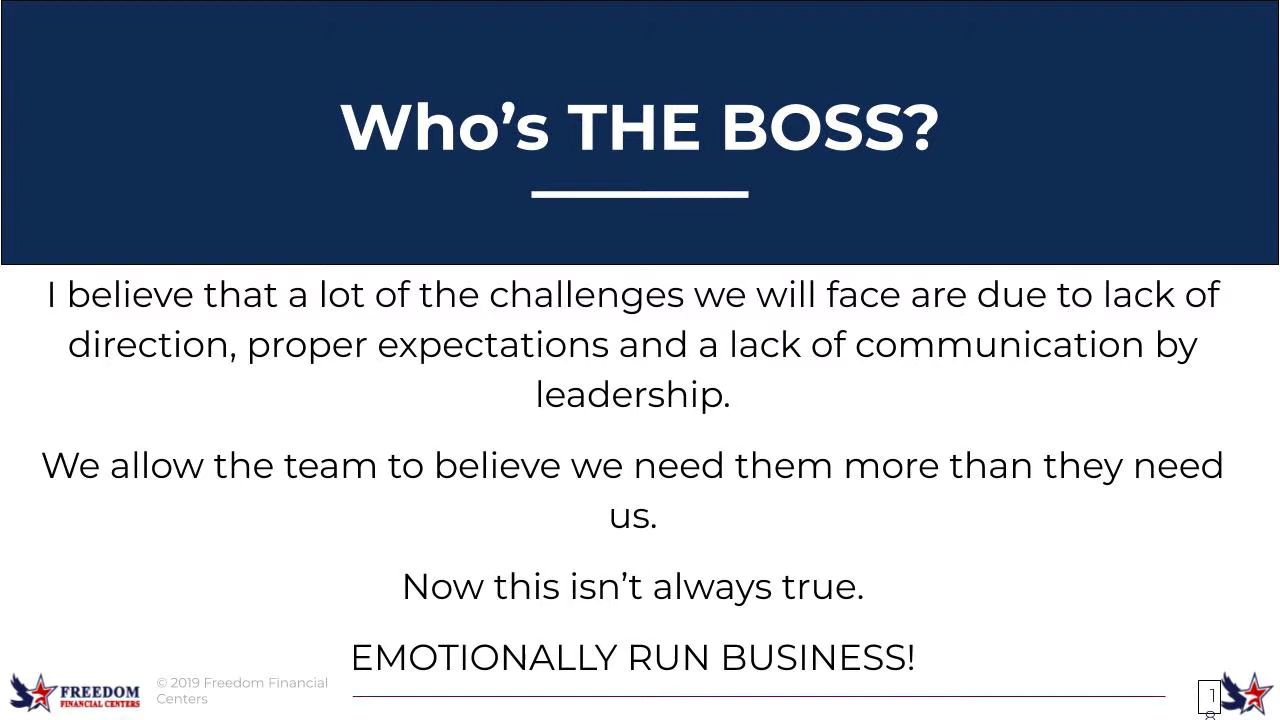 Who’s THE BOSS?
I believe that a lot of the challenges we will face are due to lack of
direction, proper expectations and a lack of communication by
leadership.
We allow the team to believe we need them more than they need
us.
Now this isn’t always true.
EMOTIONALLY RUN BUSINESS!
FREEDOM
FINANCIAL CENTERS
© 2019 Freedom Financial
Centers
1
8